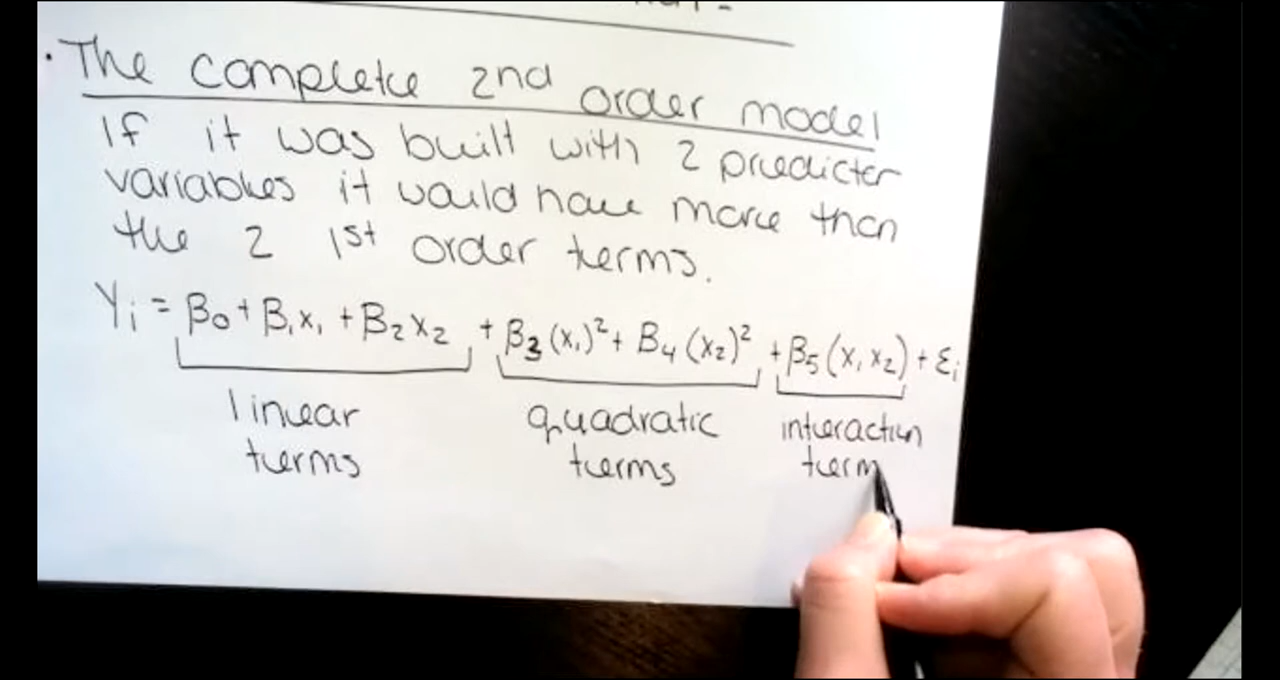 • The complete 2nd order model
If it was built with 2 predicter
variables it would have more than
the 2 1st order terms.
Yi = β0 + β1x1 + β2x2 + β3(x1)² + β4(x2)² + β5(x1x2) + εi
linear quadratic interaction
terms terms term